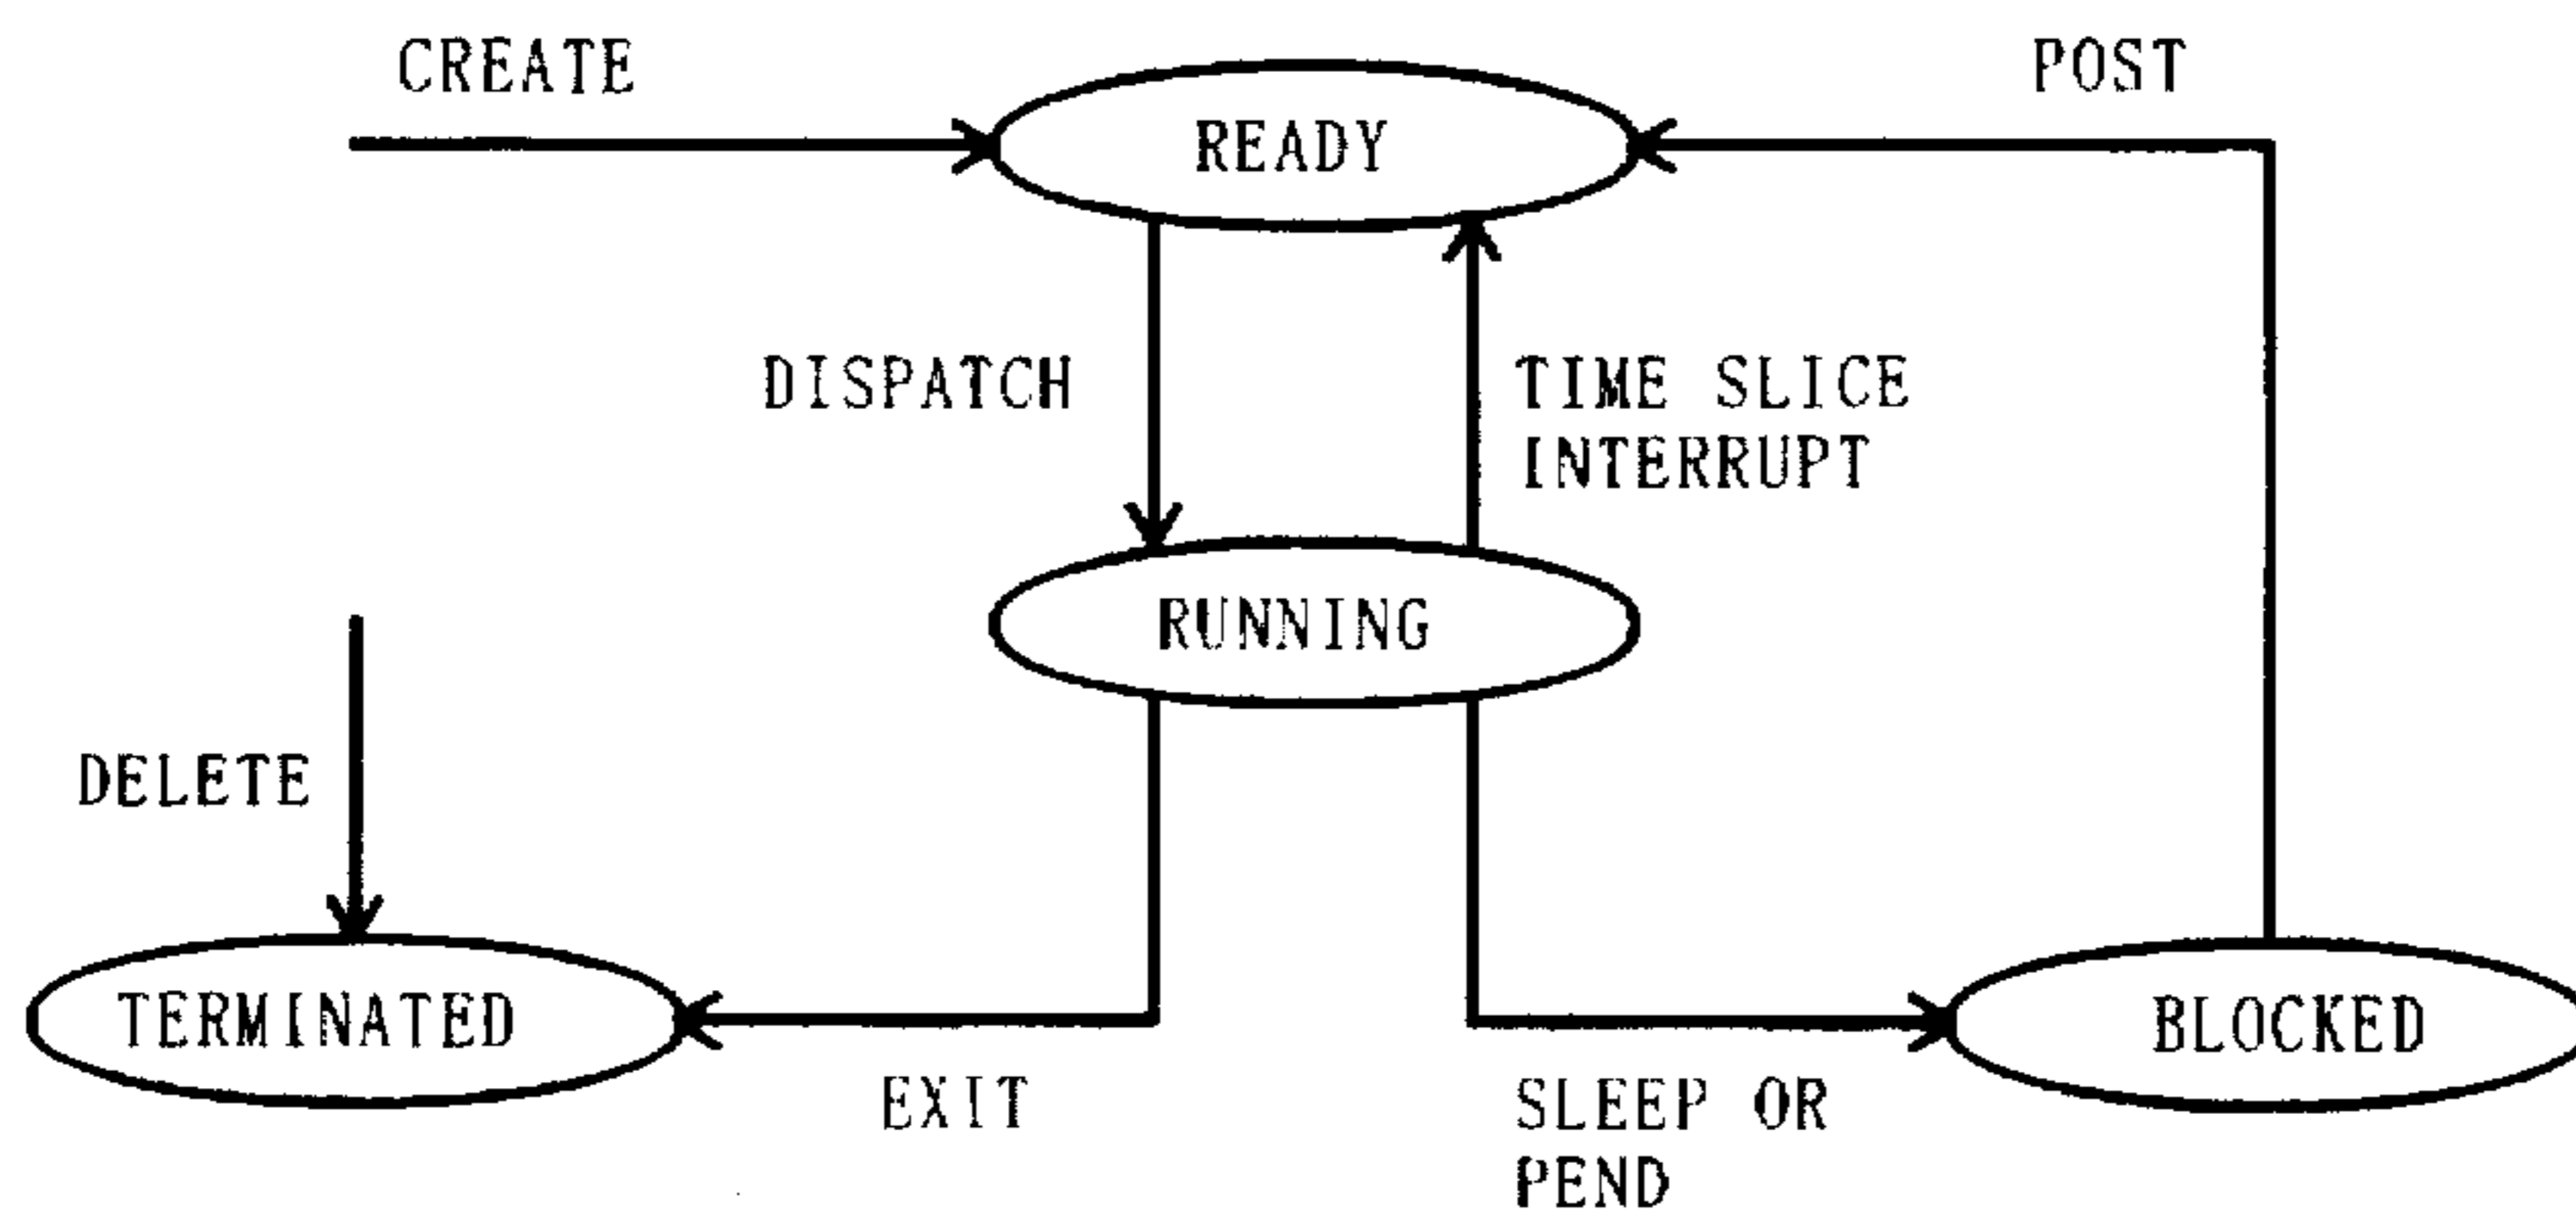 CREATE
POST
READY
DISPATCH
TIME SLICE
INTERRUPT
RUNNING
DELETE
TERMINATED
BLOCKED
EXIT
SLEEP OR
PEND